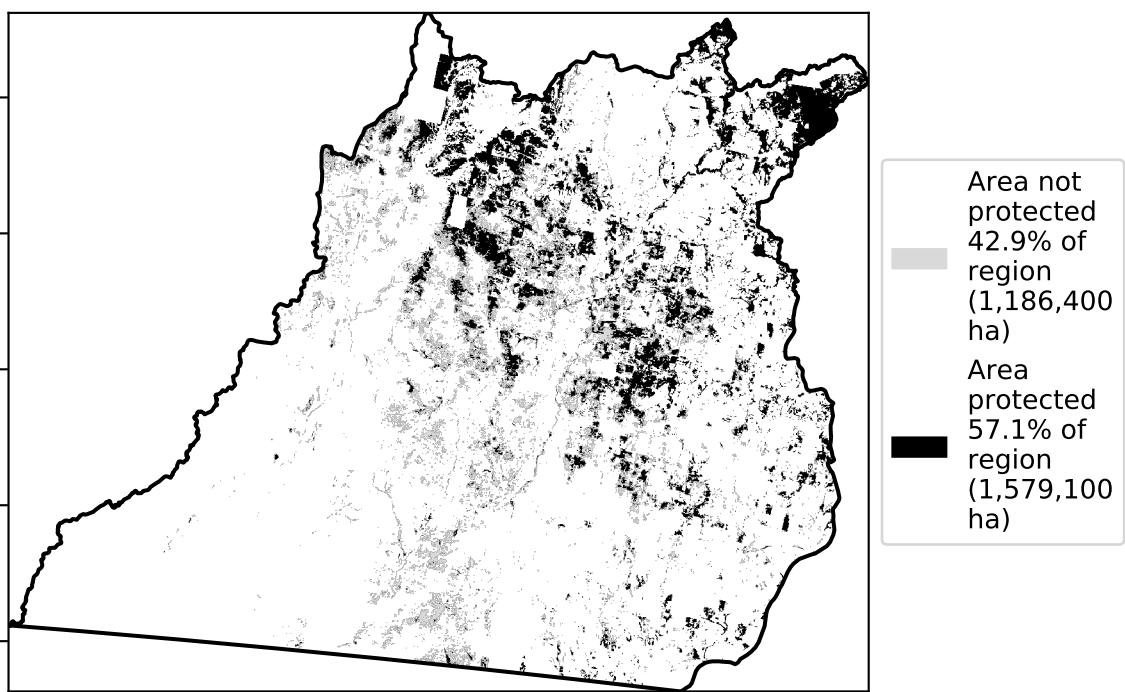 Area not
protected
42.9% of
region
(1,186,400
ha)
Area
protected
57.1% of
region
(1,579,100
ha)